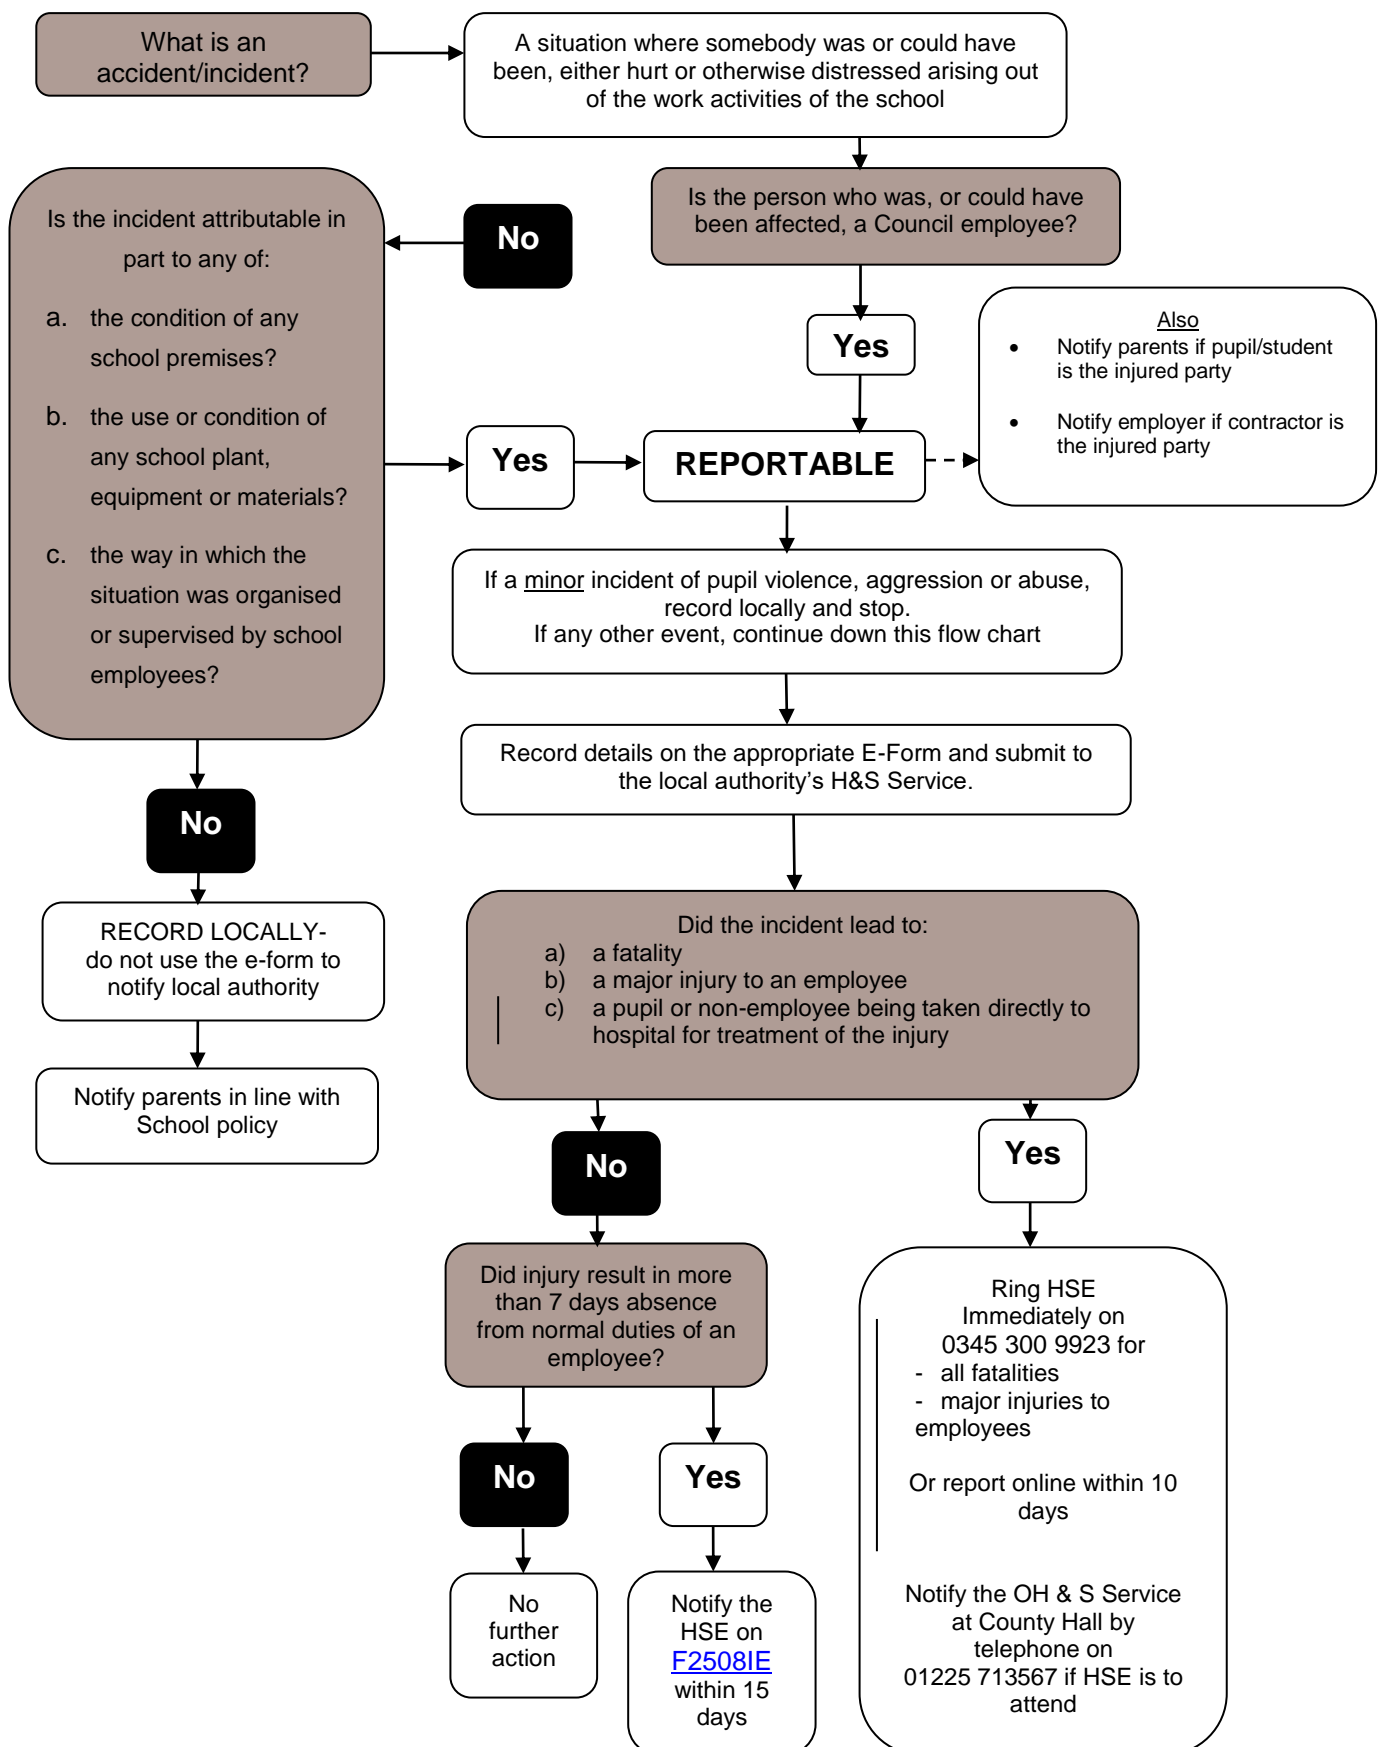 What is an
accident/incident?
A situation where somebody was or could have
been, either hurt or otherwise distressed arising out
of the work activities of the school
Is the person who was, or could have
been affected, a Council employee?
No
Is the incident attributable in
part to any of:
a. the condition of any
school premises?
b. the use or condition of
any school plant,
equipment or materials?
c. the way in which the
situation was organised
or supervised by school
employees?
Yes
Also
• Notify parents if pupil/student
is the injured party
• Notify employer if contractor is
the injured party
Yes
REPORTABLE
If a minor incident of pupil violence, aggression or abuse,
record locally and stop.
If any other event, continue down this flow chart
Record details on the appropriate E-Form and submit to
the local authority’s H&S Service.
No
RECORD LOCALLY-
do not use the e-form to
notify local authority
Notify parents in line with
School policy
Did the incident lead to:
a) a fatality
b) a major injury to an employee
c) a pupil or non-employee being taken directly to
hospital for treatment of the injury
No
Yes
Did injury result in more
than 7 days absence
from normal duties of an
employee?
No
Yes
No
further
action
Notify the
HSE on
F2508IE
within 15
days
Ring HSE
Immediately on
0345 300 9923 for
- all fatalities
- major injuries to
employees
Or report online within 10
days
Notify the OH & S Service
at County Hall by
telephone on
01225 713567 if HSE is to
attend